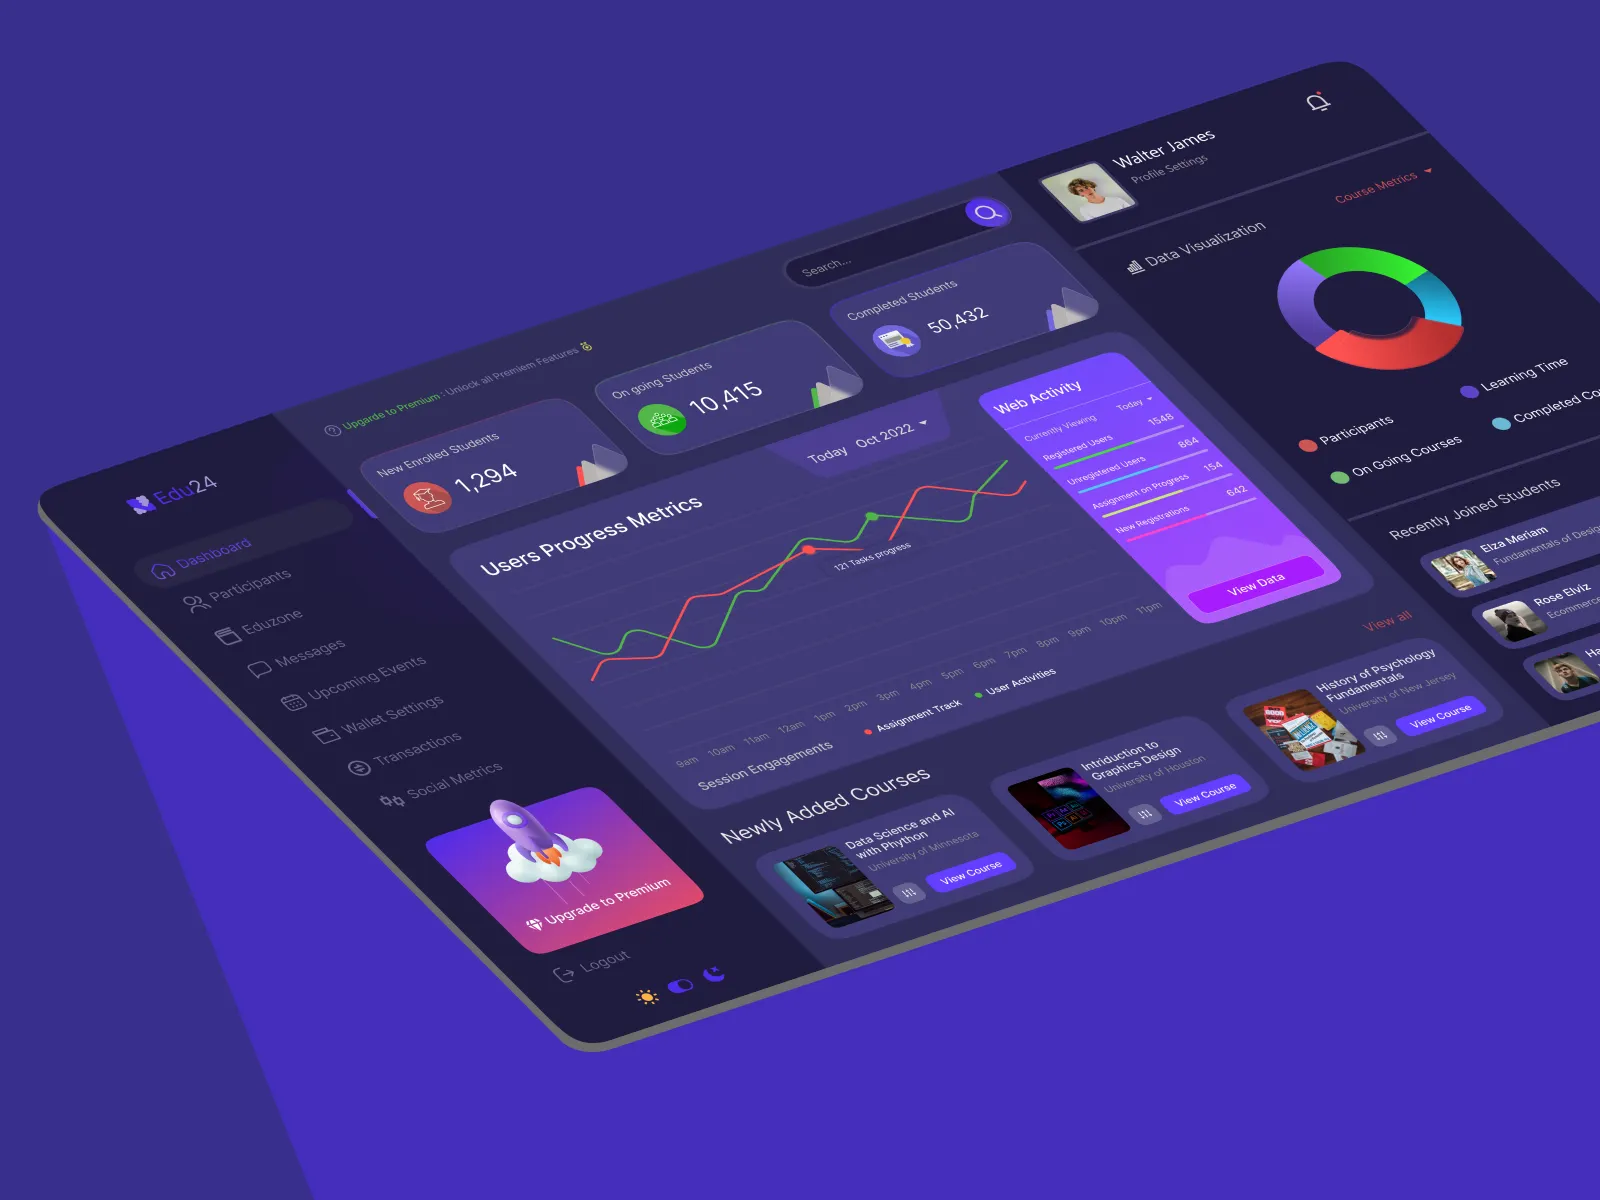 Edu24
Dashboard
Participants
Eduzone
Messages
Upcoming Events
Wallet Settings
Transactions
Social Metrics
Upgrade to Premium
Logout
Upgarde to Premium : Unlock all Premiem Features
Search...
New Enrolled Students
1,294
On going Students
10,415
Completed Students
50,432
Users Progress Metrics
Today Oct 2022
121 Tasks progress
9am 10am 11am 12am 1pm 2pm 3pm 4pm 5pm 6pm 7pm 8pm 9pm 10pm 11pm
Session Engagements
Assignment Track
User Activities
Web Activity
Currently Viewing
Today
Registered Users 1548
Unregistered Users 864
Assignment on Progress 154
New Registrations 642
View Data
Newly Added Courses
View all
Data Science and AI
with Phython
University of Minnesota
View Course
Intriduction to
Graphics Design
University of Houston
View Course
History of Psychology
Fundamentals
University of New Jersey
View Course
Walter James
Profile Settings
Course Metrics
Data Visualization
Learning Time
Participants
Completed Co
On Going Courses
Recently Joined Students
Elza Meriam
Fundamentals of Desig
Rose Elviz
Ecommerce
Ha